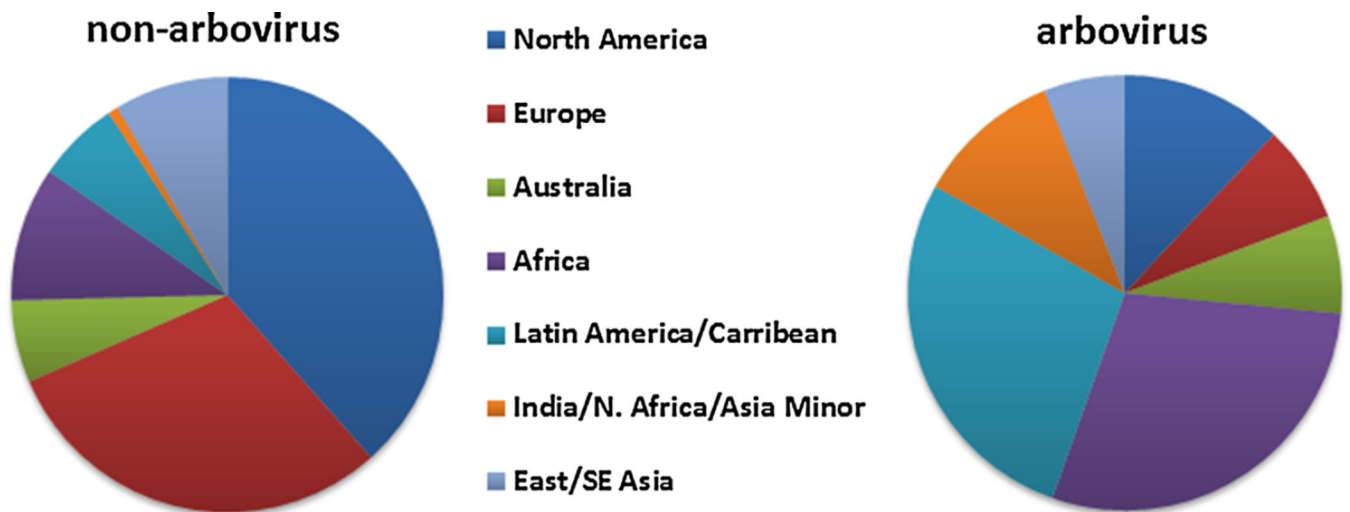 non-arbovirus
North America
Europe
Australia
Africa
Latin America/Carribean
India/N. Africa/Asia Minor
East/SE Asia
arbovirus